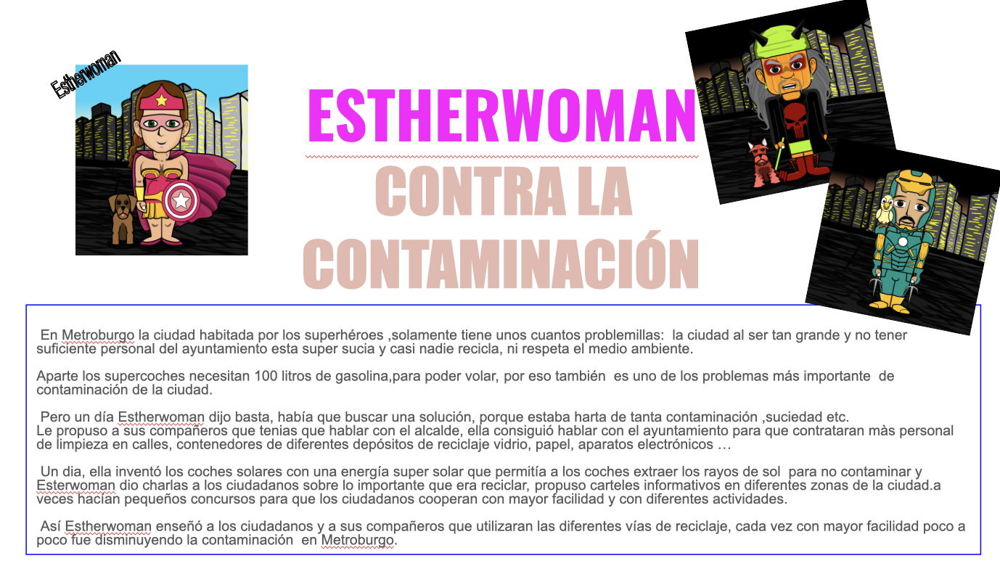 Estherwoman
ESTHERWOMAN
CONTRA LA
CONTAMINACIÓN
En Metroburgo la ciudad habitada por los superhéroes ,solamente tiene unos cuantos problemillas:  la ciudad al ser tan grande y no tener
suficiente personal del ayuntamiento esta super sucia y casi nadie recicla, ni respeta el medio ambiente.
Aparte los supercoches necesitan 100 litros de gasolina,para poder volar, por eso también  es uno de los problemas más importante  de
contaminación de la ciudad.
Pero un día Estherwoman dijo basta, había que buscar una solución, porque estaba harta de tanta contaminación ,suciedad etc.
Le propuso a sus compañeros que tenias que hablar con el alcalde, ella consiguió hablar con el ayuntamiento para que contrataran màs personal
de limpieza en calles, contenedores de diferentes depósitos de reciclaje vidrio, papel, aparatos electrónicos …
Un dia, ella inventó los coches solares con una energía super solar que permitía a los coches extraer los rayos de sol  para no contaminar y
Esterwoman dio charlas a los ciudadanos sobre lo importante que era reciclar, propuso carteles informativos en diferentes zonas de la ciudad.a
veces hacían pequeños concursos para que los ciudadanos cooperan con mayor facilidad y con diferentes actividades.
Así Estherwoman enseñó a los ciudadanos y a sus compañeros que utilizaran las diferentes vías de reciclaje, cada vez con mayor facilidad poco a
poco fue disminuyendo la contaminación  en Metroburgo.